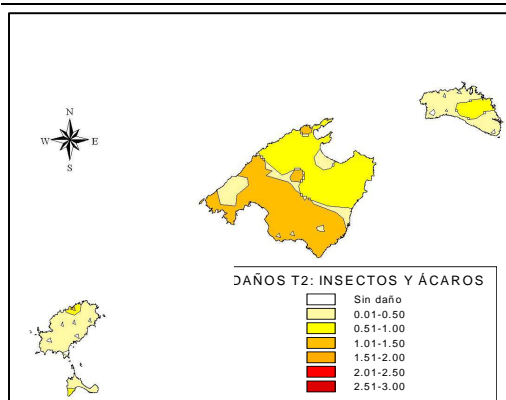 N
W E
S
DAÑOS T2: INSECTOS Y ÁCAROS
Sin daño
0.01-0.50
0.51-1.00
1.01-1.50
1.51-2.00
2.01-2.50
2.51-3.00